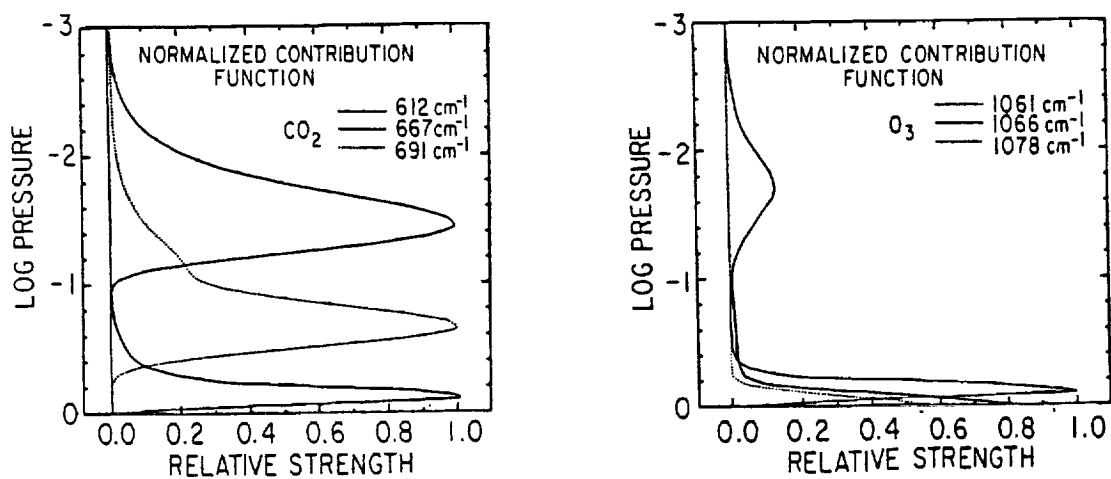 -3
-2
-1
0
LOG PRESSURE
NORMALIZED CONTRIBUTION
FUNCTION
CO₂
612 cm⁻¹
667 cm⁻¹
691 cm⁻¹
0.0 0.2 0.4 0.6 0.8 1.0
RELATIVE STRENGTH
-3
-2
-1
0
LOG PRESSURE
NORMALIZED CONTRIBUTION
FUNCTION
O₃
1061 cm⁻¹
1066 cm⁻¹
1078 cm⁻¹
0.0 0.2 0.4 0.6 0.8 1.0
RELATIVE STRENGTH